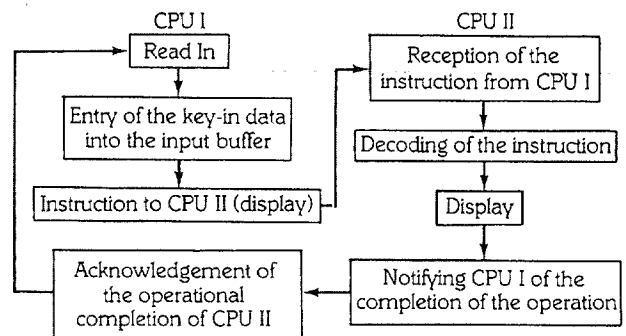 CPU I
Read In
Entry of the key-in data
into the input buffer
Instruction to CPU II (display)
Acknowledgement of
the operational
completion of CPU II
CPU II
Reception of the
instruction from CPU I
Decoding of the instruction
Display
Notifying CPU I of the
completion of the operation